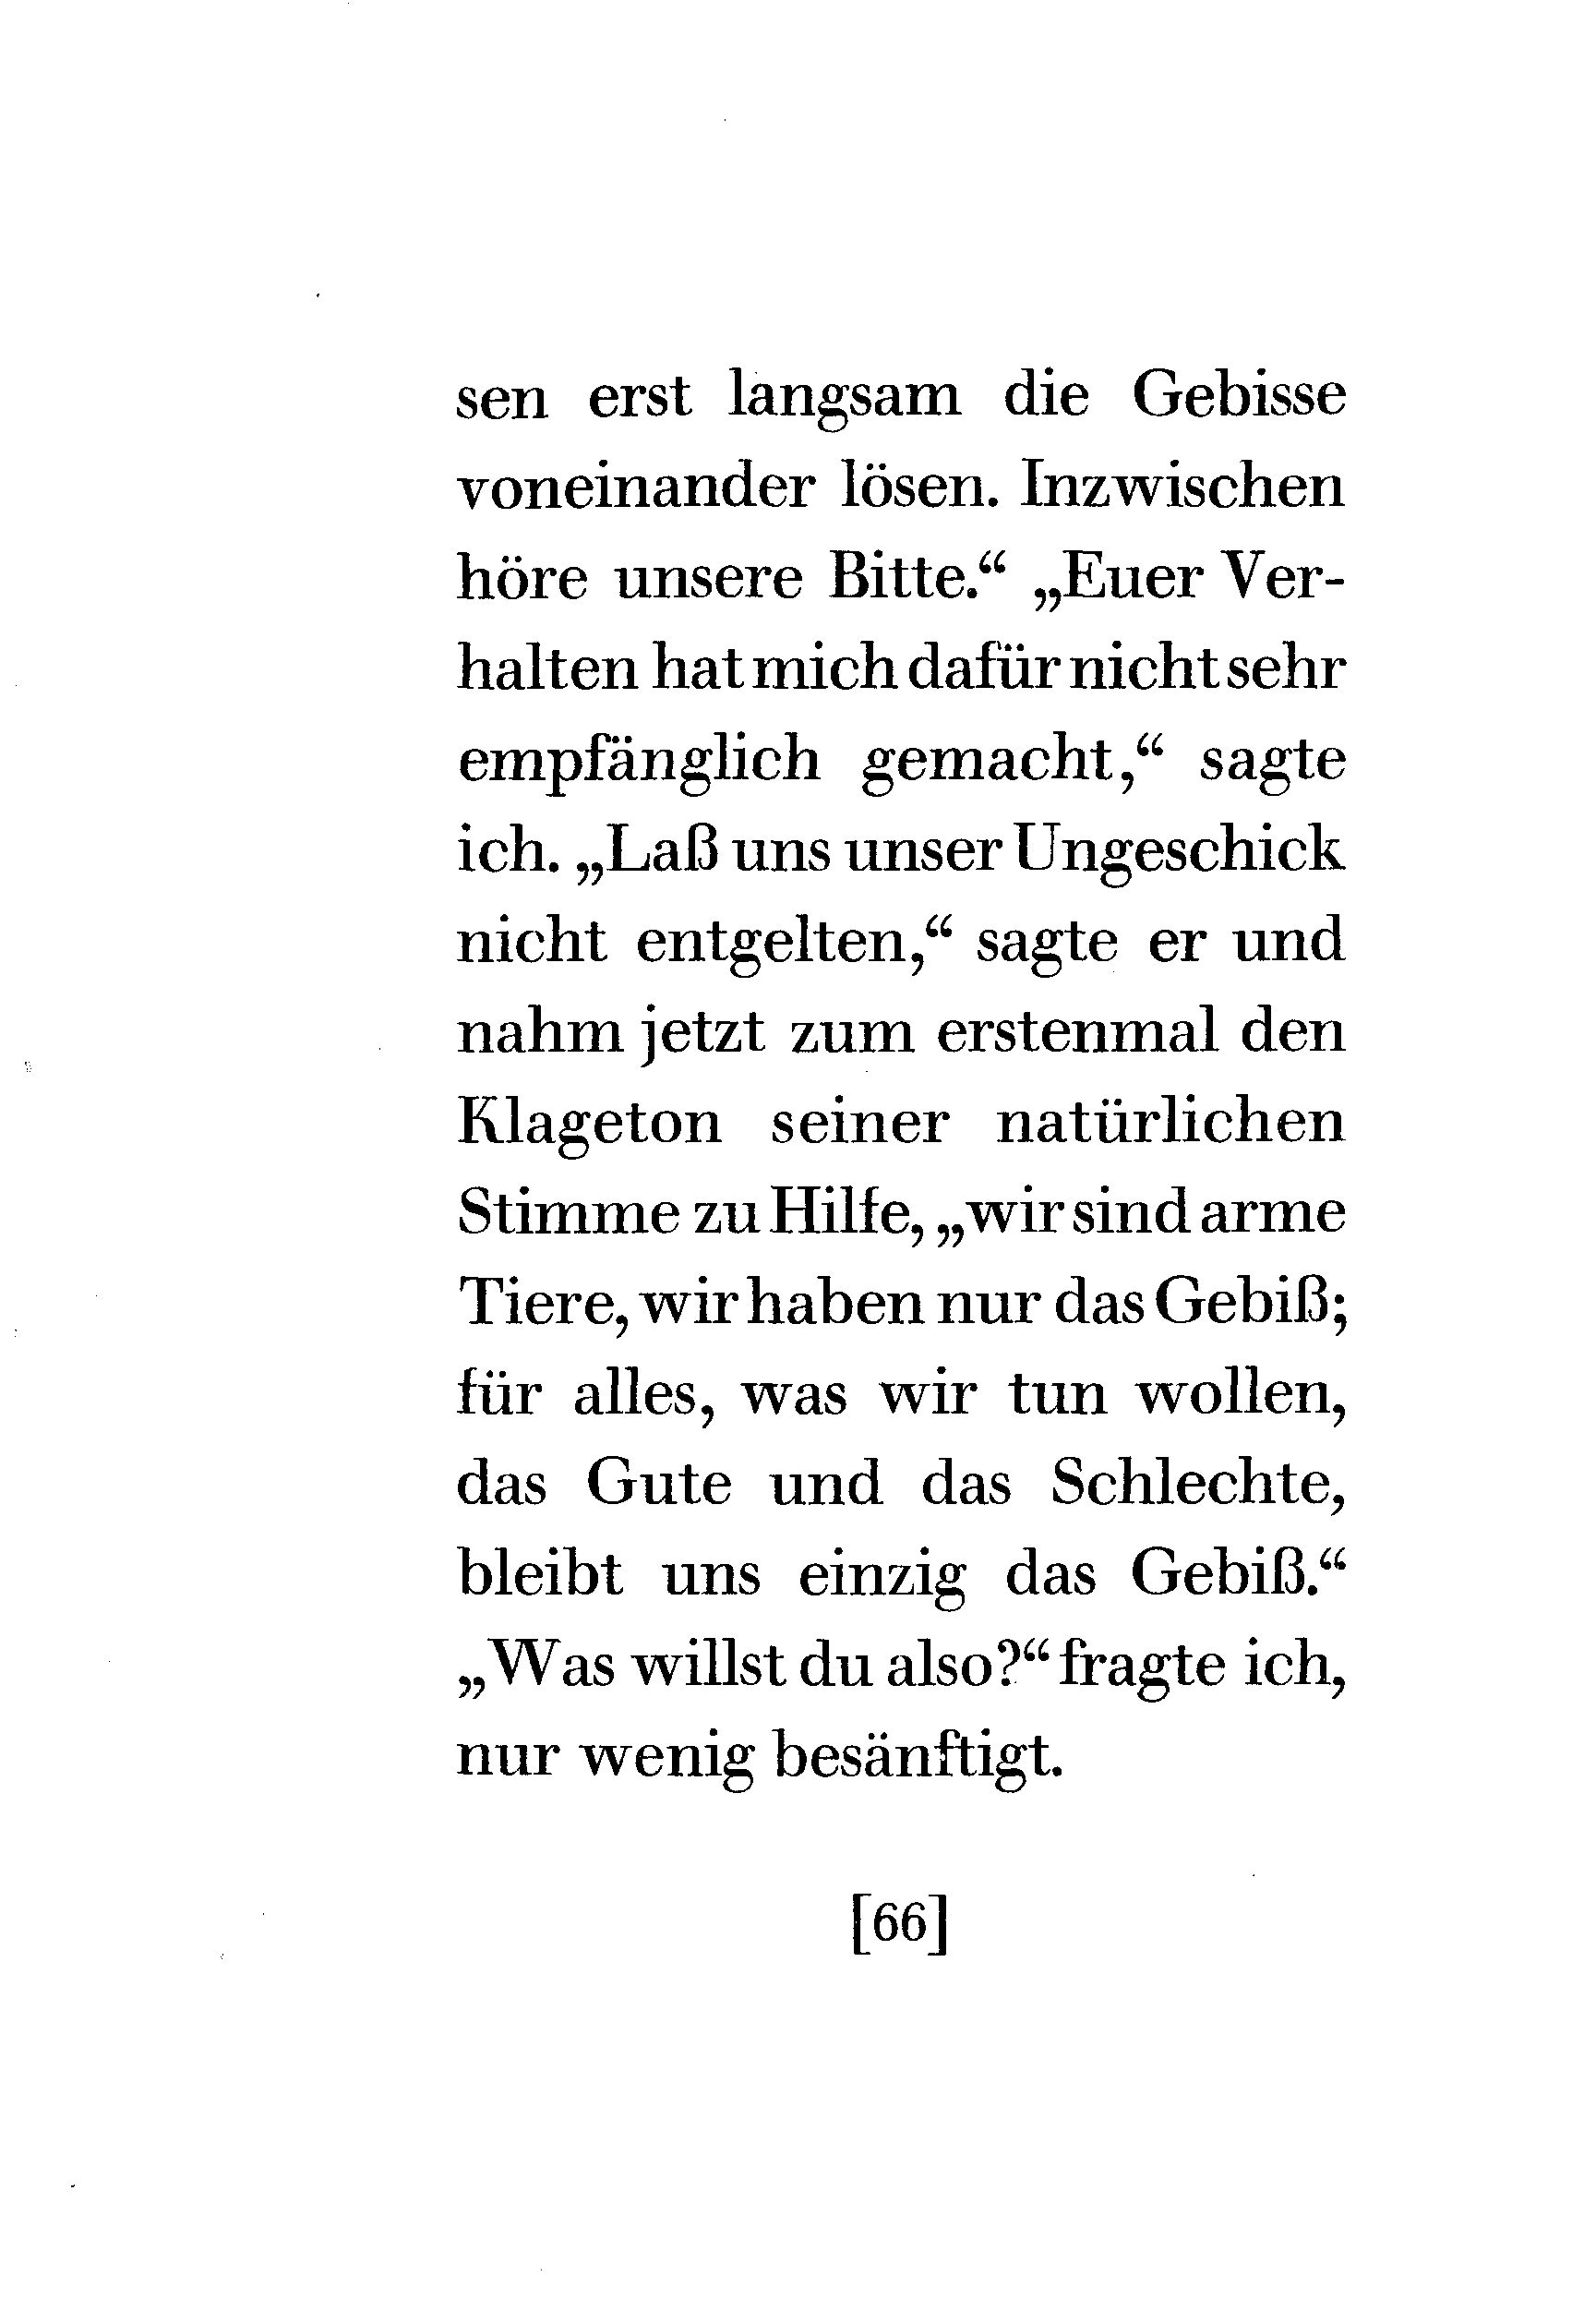 sen erst langsam die Gebisse
voneinander lösen. Inzwischen
höre unsere Bitte.“ „Euer Ver-
halten hat mich dafür nicht sehr
empfänglich gemacht,“ sagte
ich. „Laß uns unser Ungeschick
nicht entgelten,“ sagte er und
nahm jetzt zum erstenmal den
Klageton seiner natürlichen
Stimme zu Hilfe, „wir sind arme
Tiere, wir haben nur das Gebiß;
für alles, was wir tun wollen,
das Gute und das Schlechte,
bleibt uns einzig das Gebiß.“
„Was willst du also?“ fragte ich,
nur wenig besänftigt.
[66]